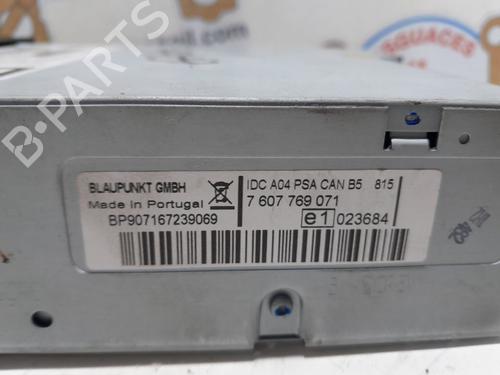 B-PARTS
SGUACES
BLAUPUNKT GMBH
Made in Portugal
BP907167239069
IDC A04 PSA CAN B5 815
7 607 769 071
e1 023684